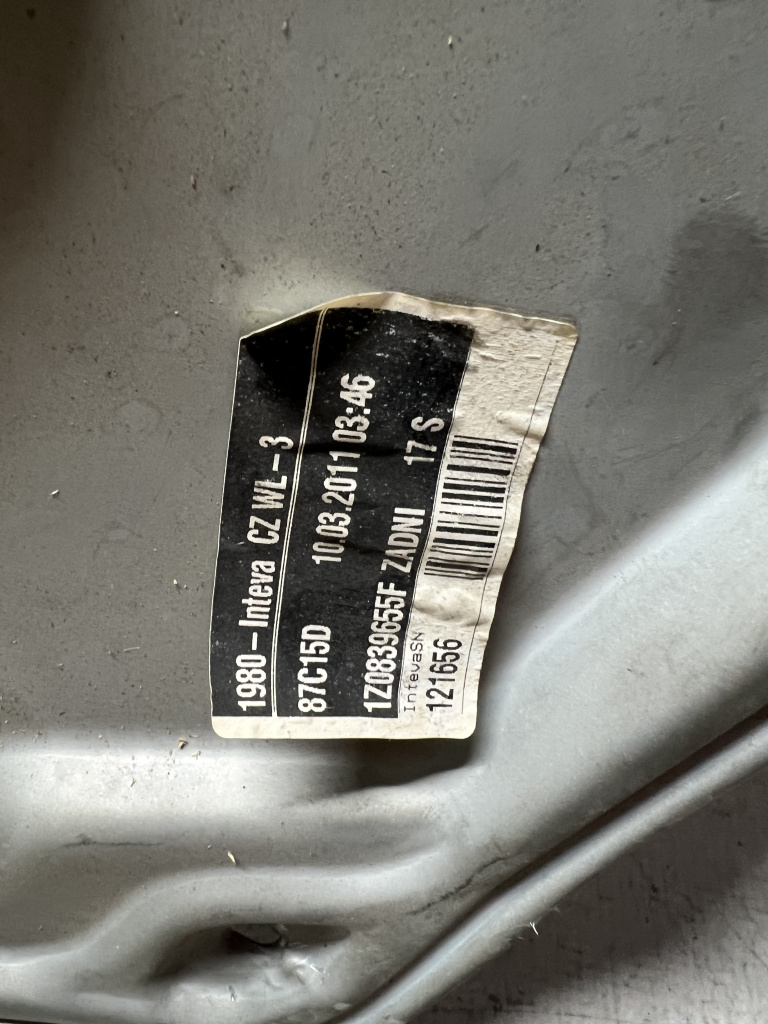 1980 – Inteva CZ WL – 3
87C15D 10.03.2011 03:46
1Z0839655F ZADNI 17 S
IntevaSN
121656